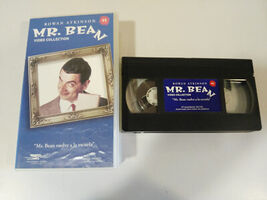 ROWAN ATKINSON
MR. BEAN
VIDEO COLLECTION
"Mr. Bean vuelve a la escuela"
ROWAN ATKINSON
MR. BEAN
VIDEO COLLECTION
"Mr. Bean vuelve a la escuela"